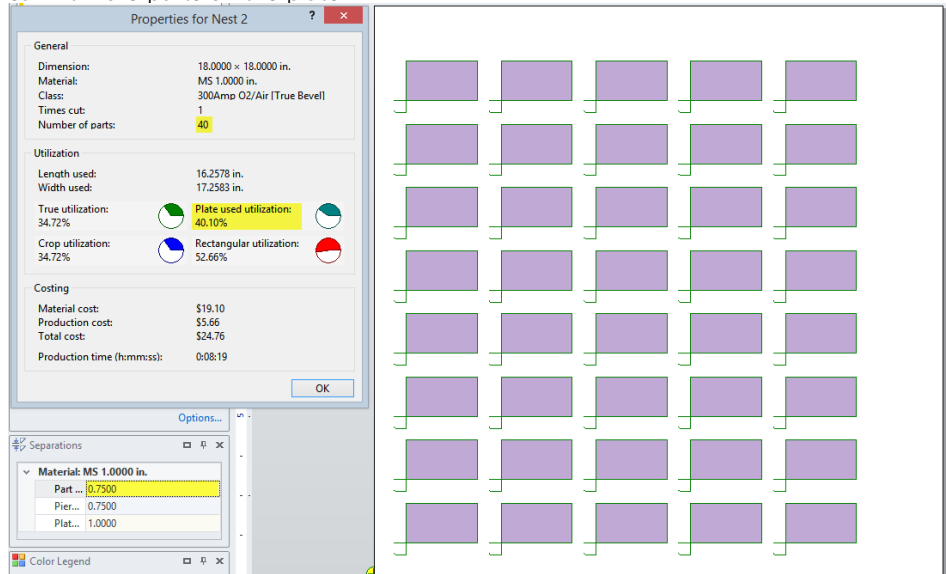 Properties for Nest 2
?
×
General
Dimension: 18.0000 × 18.0000 in.
Material: MS 1.0000 in.
Class: 300Amp O2/Air [True Bevel]
Times cut: 1
Number of parts: 40
Utilization
Length used: 16.2578 in.
Width used: 17.2583 in.
True utilization: Plate used utilization:
34.72% 40.10%
Crop utilization: Rectangular utilization:
34.72% 52.66%
Costing
Material cost: $19.10
Production cost: $5.66
Total cost: $24.76
Production time (h:mm:ss): 0:08:19
OK
Options...
5
Separations
Material: MS 1.0000 in.
Part ... 0.7500
Pier... 0.7500
Plat... 1.0000
Color Legend